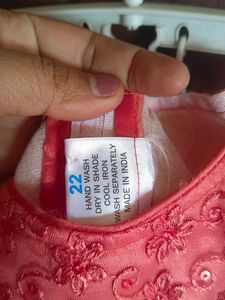 22
HAND WASH
DRY IN SHADE
COOL IRON
WASH SEPARATELY
MADE IN INDIA